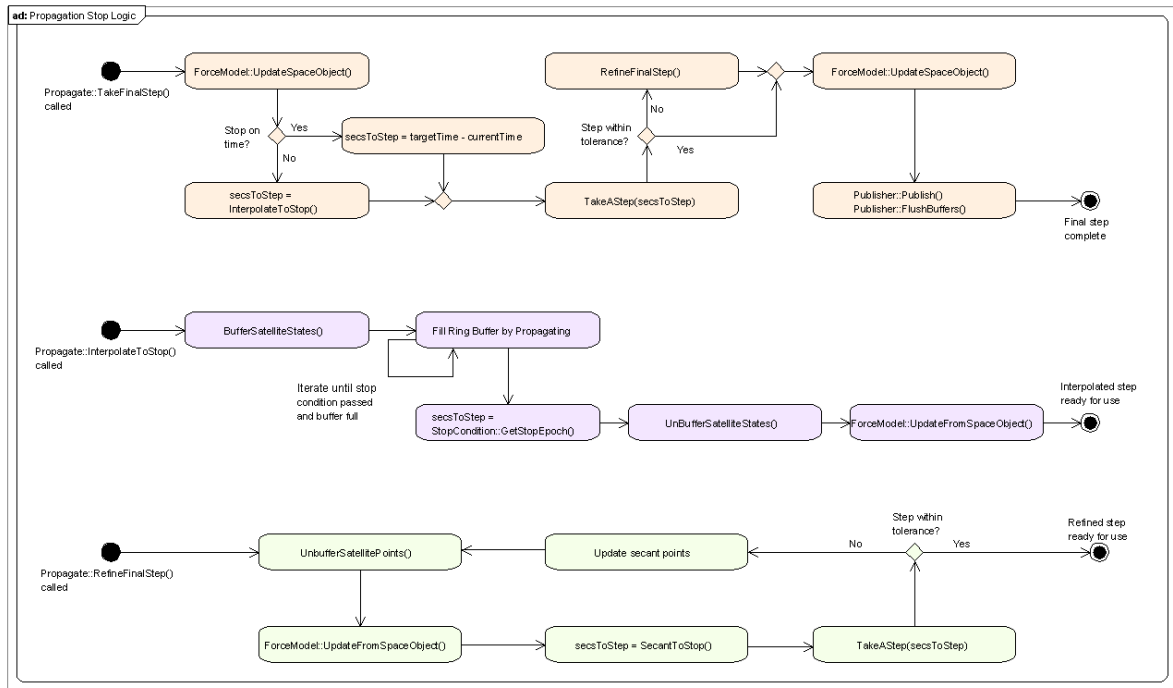 ad: Propagation Stop Logic
ForceModel::UpdateSpaceObject()
RefineFinalStep()
ForceModel::UpdateSpaceObject()
Propagate::TakeFinalStep()
called
Stop on
time?
Yes
No
secsToStep = targetTime - currentTime
Step within
tolerance?
No
Yes
secsToStep =
InterpolateToStop()
TakeAStep(secsToStep)
Publisher::Publish()
Publisher::FlushBuffers()
Final step
complete
BufferSatelliteStates()
Fill Ring Buffer by Propagating
Propagate::InterpolateToStop()
called
Iterate until stop
condition passed
and buffer full
Interpolated step
ready for use
secsToStep =
StopCondition::GetStopEpoch()
UnBufferSatelliteStates()
ForceModel::UpdateFromSpaceObject()
Step within
tolerance?
Refined step
ready for use
UnbufferSatellitePoints()
Update secant points
No
Yes
Propagate::RefineFinalStep()
called
ForceModel::UpdateFromSpaceObject()
secsToStep = SecantToStop()
TakeAStep(secsToStep)